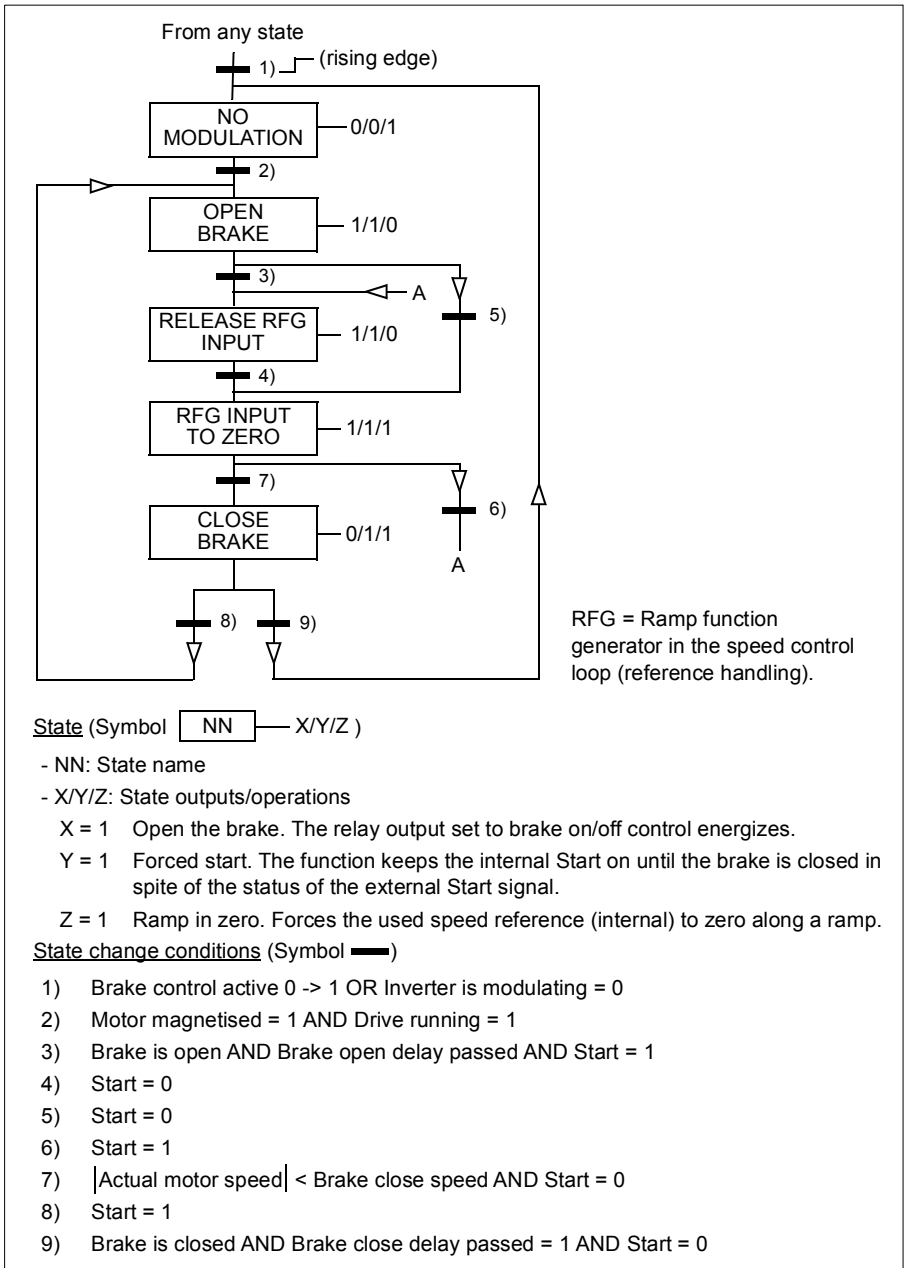 From any state
1) (rising edge)
NO
MODULATION
0/0/1
2)
OPEN
BRAKE
1/1/0
3)
A
5)
RELEASE RFG
INPUT
1/1/0
4)
RFG INPUT
TO ZERO
1/1/1
7)
6)
CLOSE
BRAKE
0/1/1
A
8)
9)
RFG = Ramp function
generator in the speed control
loop (reference handling).
State (Symbol NN X/Y/Z )
- NN: State name
- X/Y/Z: State outputs/operations
X = 1 Open the brake. The relay output set to brake on/off control energizes.
Y = 1 Forced start. The function keeps the internal Start on until the brake is closed in
spite of the status of the external Start signal.
Z = 1 Ramp in zero. Forces the used speed reference (internal) to zero along a ramp.
State change conditions (Symbol )
1) Brake control active 0 -> 1 OR Inverter is modulating = 0
2) Motor magnetised = 1 AND Drive running = 1
3) Brake is open AND Brake open delay passed AND Start = 1
4) Start = 0
5) Start = 0
6) Start = 1
7) |Actual motor speed| < Brake close speed AND Start = 0
8) Start = 1
9) Brake is closed AND Brake close delay passed = 1 AND Start = 0